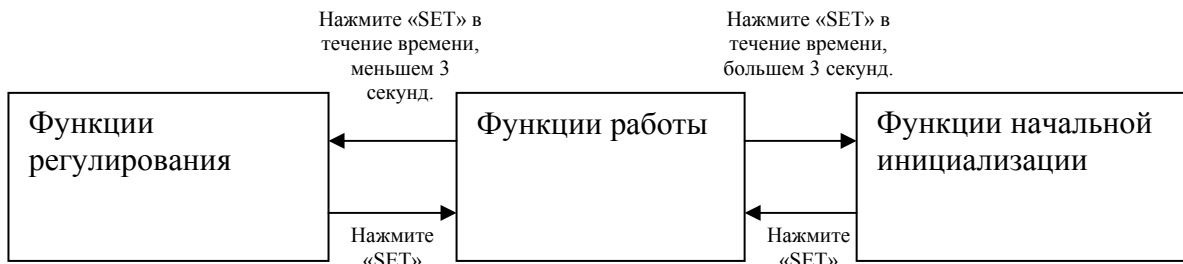 Нажмите «SET» в
течение времени,
меньшем 3
секунд.
Нажмите «SET» в
течение времени,
большем 3 секунд.
Функции
регулирования
Функции работы
Функции начальной
инициализации
Нажмите
«SET»
Нажмите
«SET»